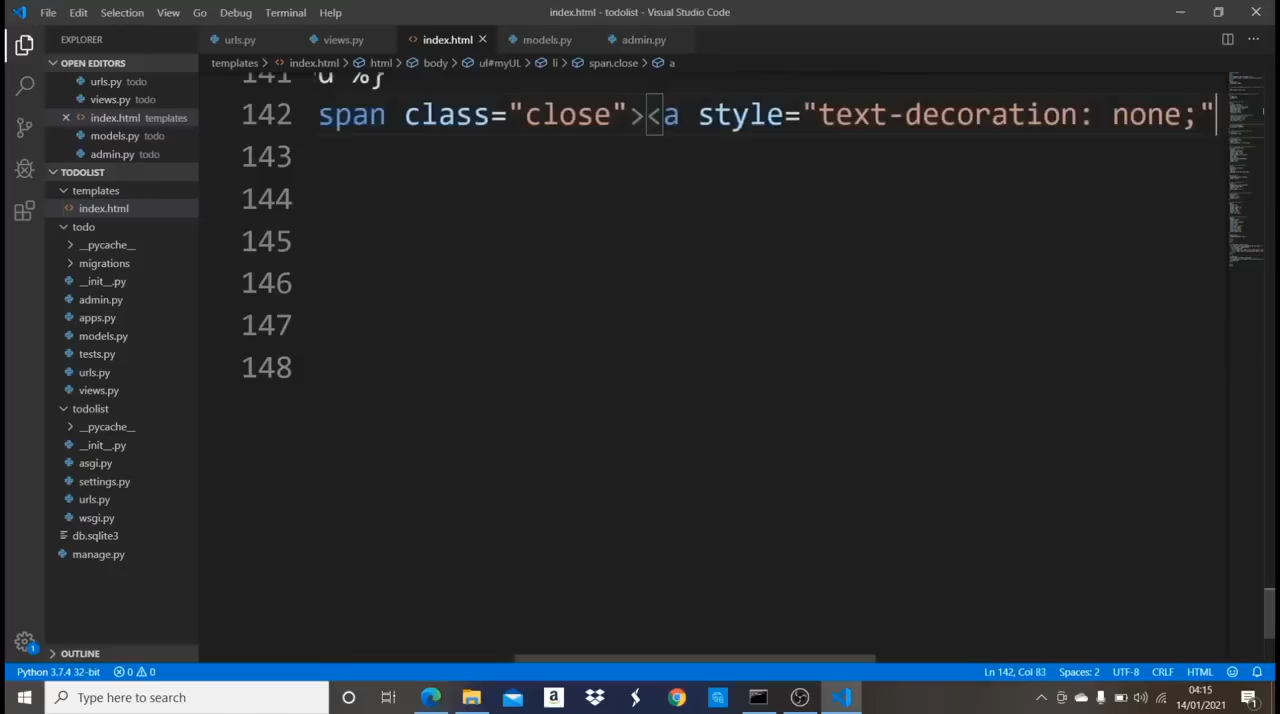 File Edit Selection View Go Debug Terminal Help
index.html - todolist - Visual Studio Code
EXPLORER
urls.py views.py index.html models.py admin.py
OPEN EDITORS
urls.py todo
views.py todo
index.html templates
models.py todo
admin.py todo
TODOLIST
templates
index.html
todo
__pycache__
migrations
__init__.py
admin.py
apps.py
models.py
tests.py
urls.py
views.py
todolist
__pycache__
__init__.py
asgi.py
settings.py
urls.py
wsgi.py
db.sqlite3
manage.py
OUTLINE
templates > index.html > html > body > ul#myUL > li > span.close > a
141 u %}
142 span class="close"><a style="text-decoration: none;"
143
144
145
146
147
148
Python 3.7.4 32-bit 0 0
Ln 142, Col 83 Spaces: 2 UTF-8 CRLF HTML
Type here to search
04:15
14/01/2021